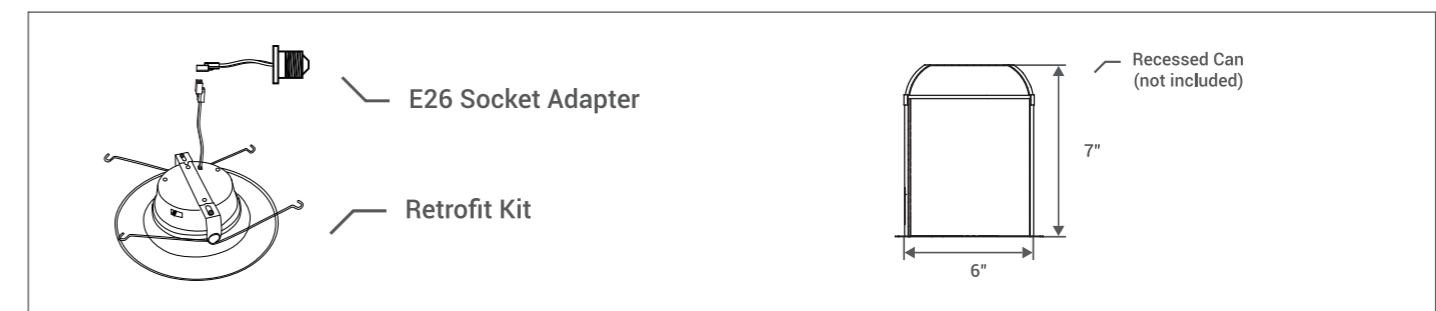 E26 Socket Adapter
Retrofit Kit
Recessed Can
(not included)
7"
6"